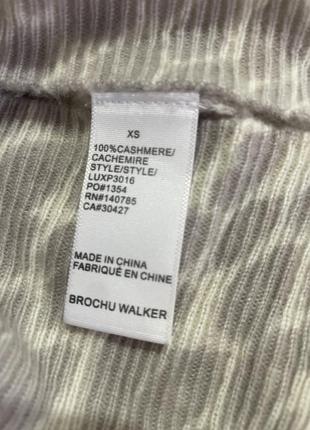 XS
100%CASHMERE/
CACHEMIRE
STYLE/STYLE/
LUXP3016
PO#1354
RN#140785
CA#30427
MADE IN CHINA
FABRIQUÉ EN CHINE
BROCHU WALKER